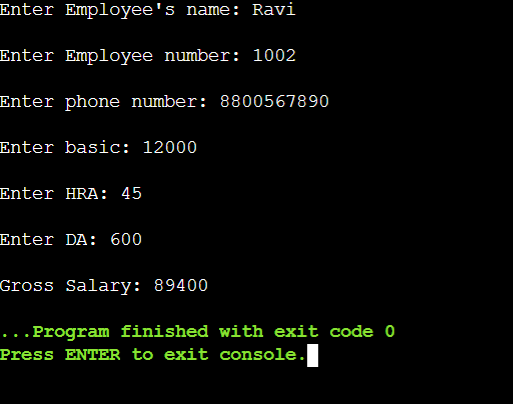 Enter Employee's name: Ravi
Enter Employee number: 1002
Enter phone number: 8800567890
Enter basic: 12000
Enter HRA: 45
Enter DA: 600
Gross Salary: 89400
...Program finished with exit code 0
Press ENTER to exit console.